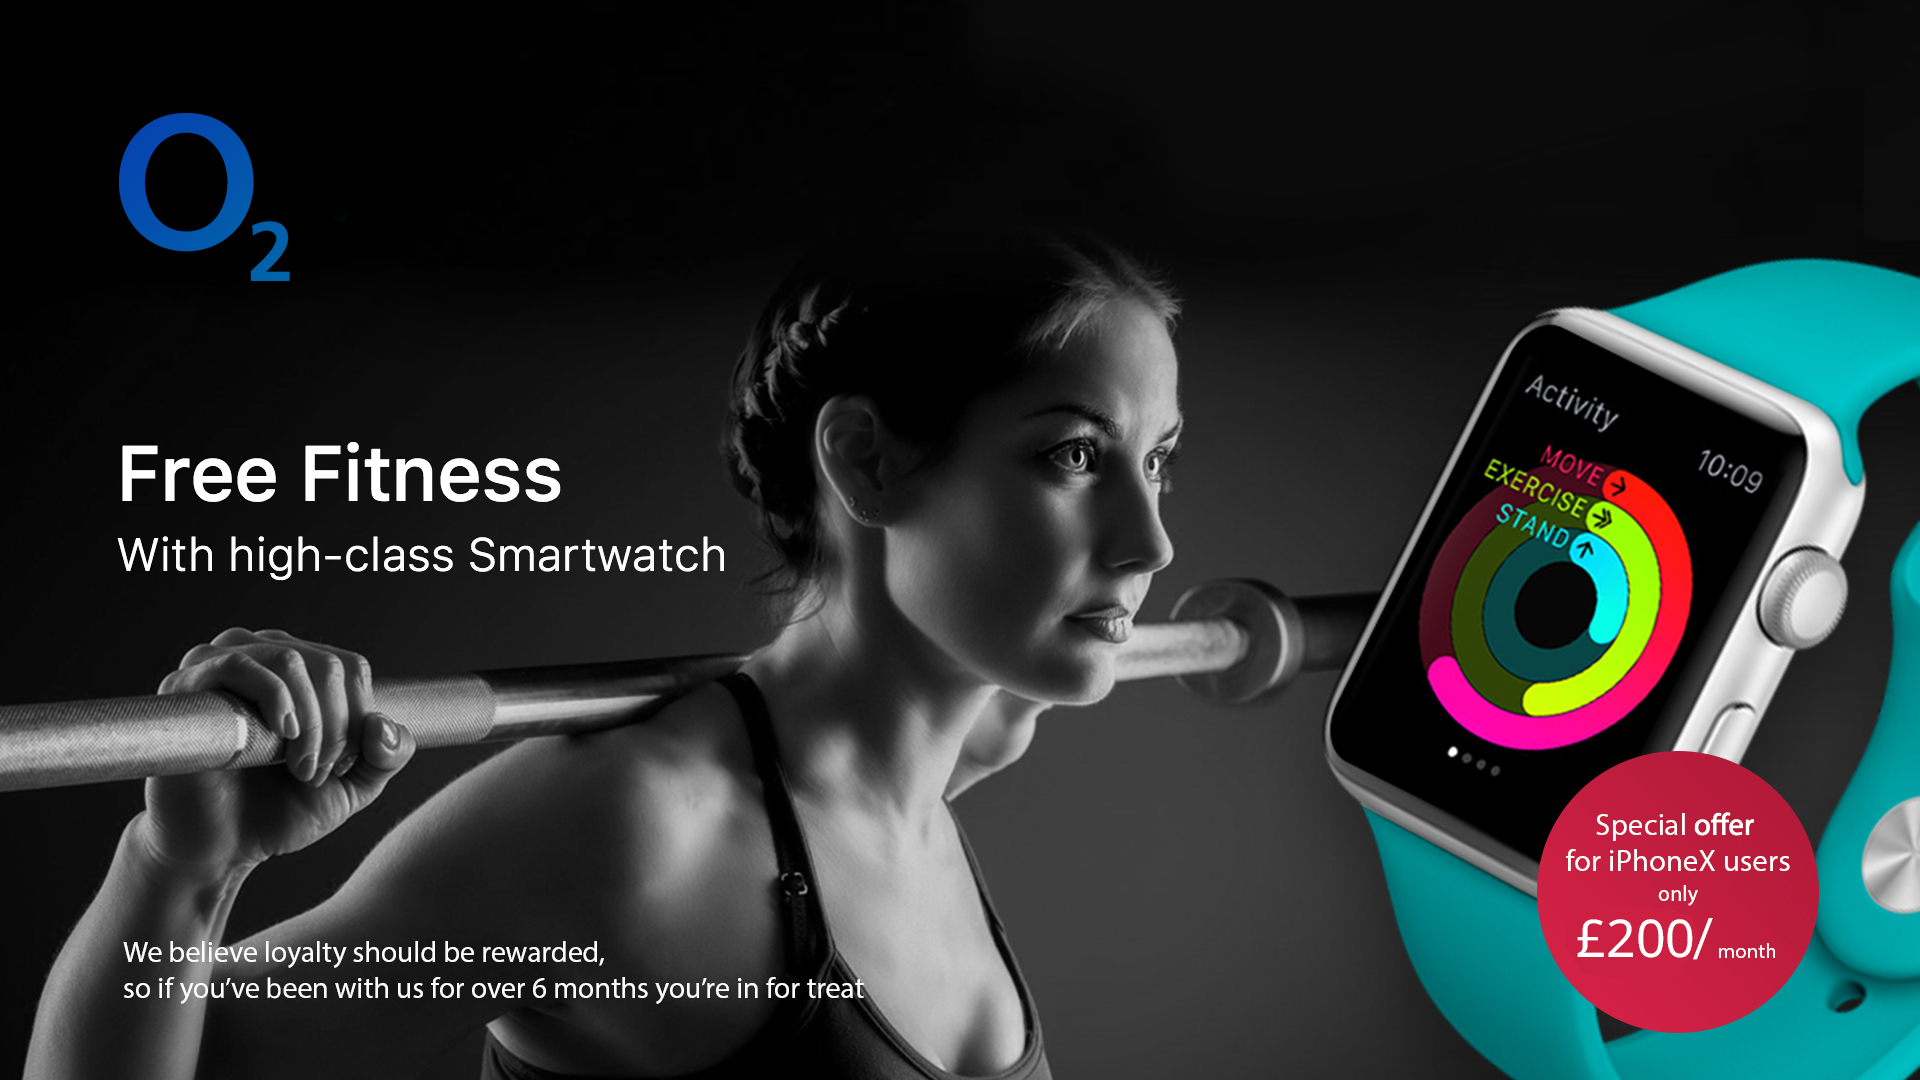 O2
Free Fitness
With high-class Smartwatch
Activity
10:09
MOVE
EXERCISE
STAND
We believe loyalty should be rewarded,
so if you’ve been with us for over 6 months you’re in for treat
Special offer
for iPhoneX users
only
£200/ month